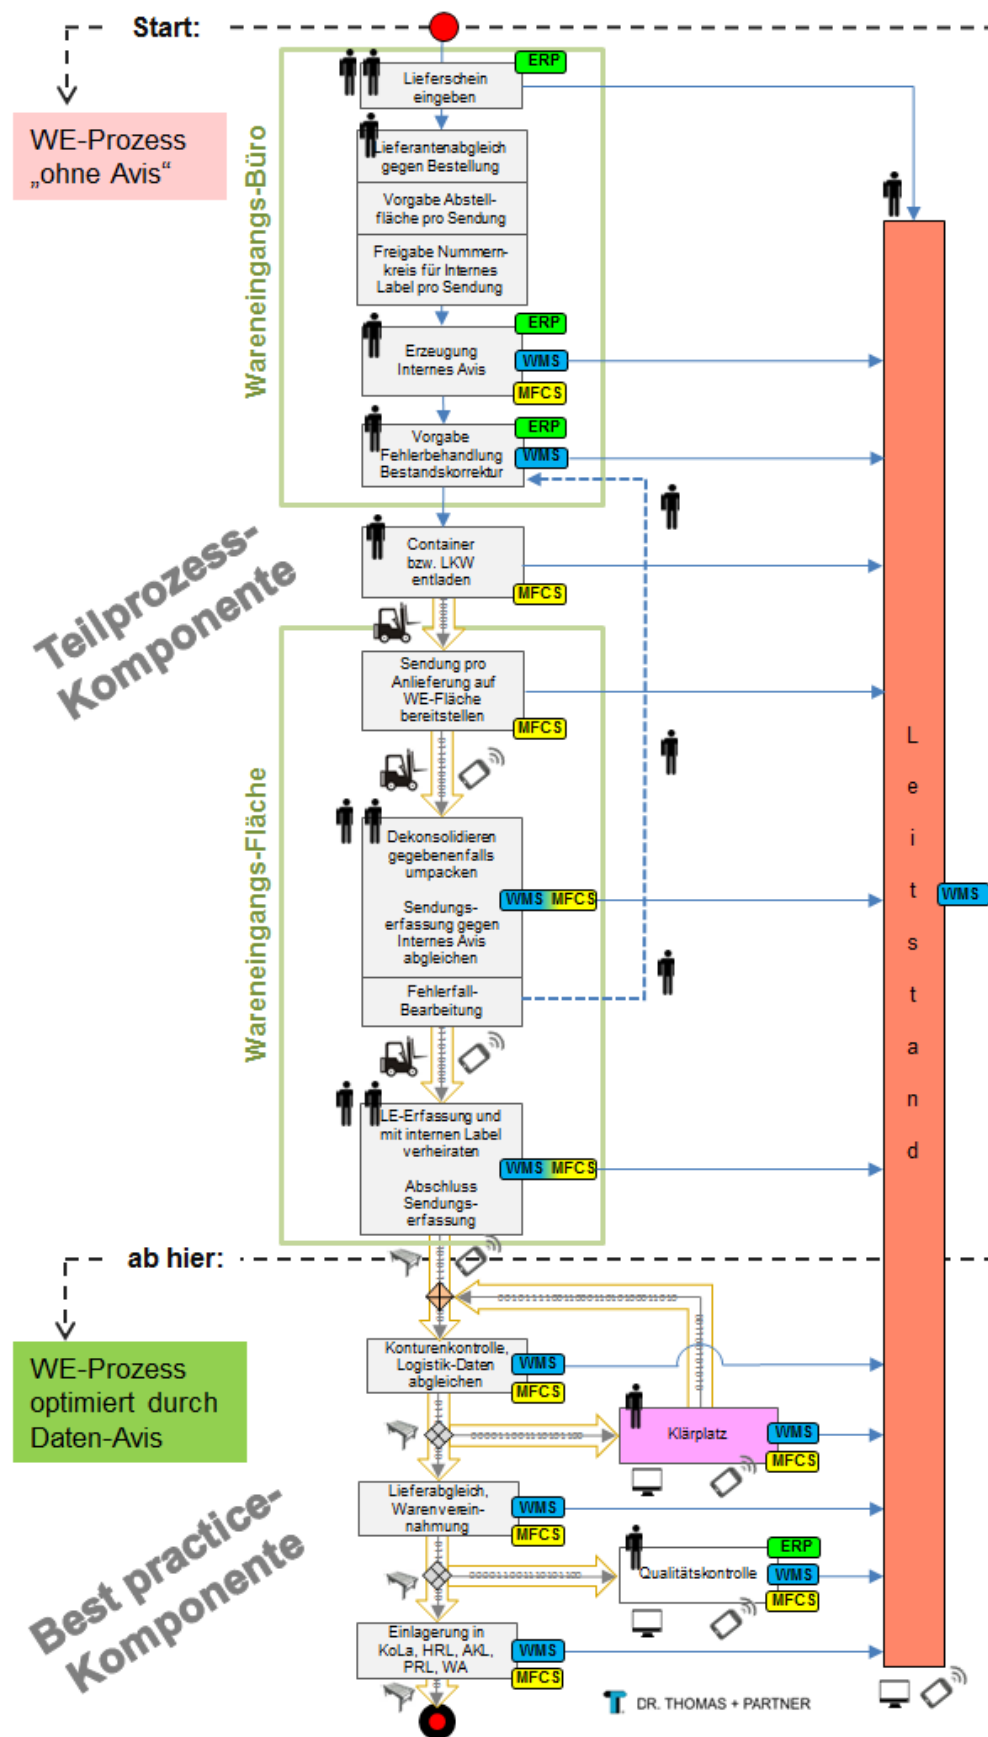 Start:
ERP
Lieferschein
eingeben
WE-Prozess
„ohne Avis“
Wareneingangs-Büro
Lieferantenabgleich
gegen Bestellung
Vorgabe Abstell-
fläche pro Sendung
Freigabe Nummern-
kreis für Internes
Label pro Sendung
ERP
Erzeugung
Internes Avis
WMS
MFCS
ERP
Vorgabe
Fehlerbehandlung
Bestandskorrektur
WMS
Teilprozess-
Komponente
Container
bzw. LKW
entladen
MFCS
Wareneingangs-Fläche
Sendung pro
Anlieferung auf
WE-Fläche
bereitstellen
MFCS
Leitstand
WMS
Dekonsolidieren
gegebenenfalls
umpacken
Sendungs-
erfassung gegen
Internes Avis
abgleichen
WMS MFCS
Fehlerfall-
Bearbeitung
LE-Erfassung und
mit internen Label
verheiraten
WMS MFCS
Abschluss
Sendungs-
erfassung
ab hier:
WE-Prozess
optimiert durch
Daten-Avis
Konturenkontrolle,
Logistik-Daten
abgleichen
WMS
MFCS
Klärplatz
WMS
MFCS
Best practice-
Komponente
Lieferabgleich,
Warenverein-
nahmung
WMS
MFCS
ERP
Qualitätskontrolle
WMS
MFCS
Einlagerung in
KoLa, HRL, AKL,
PRL, WA
WMS
MFCS
DR. THOMAS + PARTNER